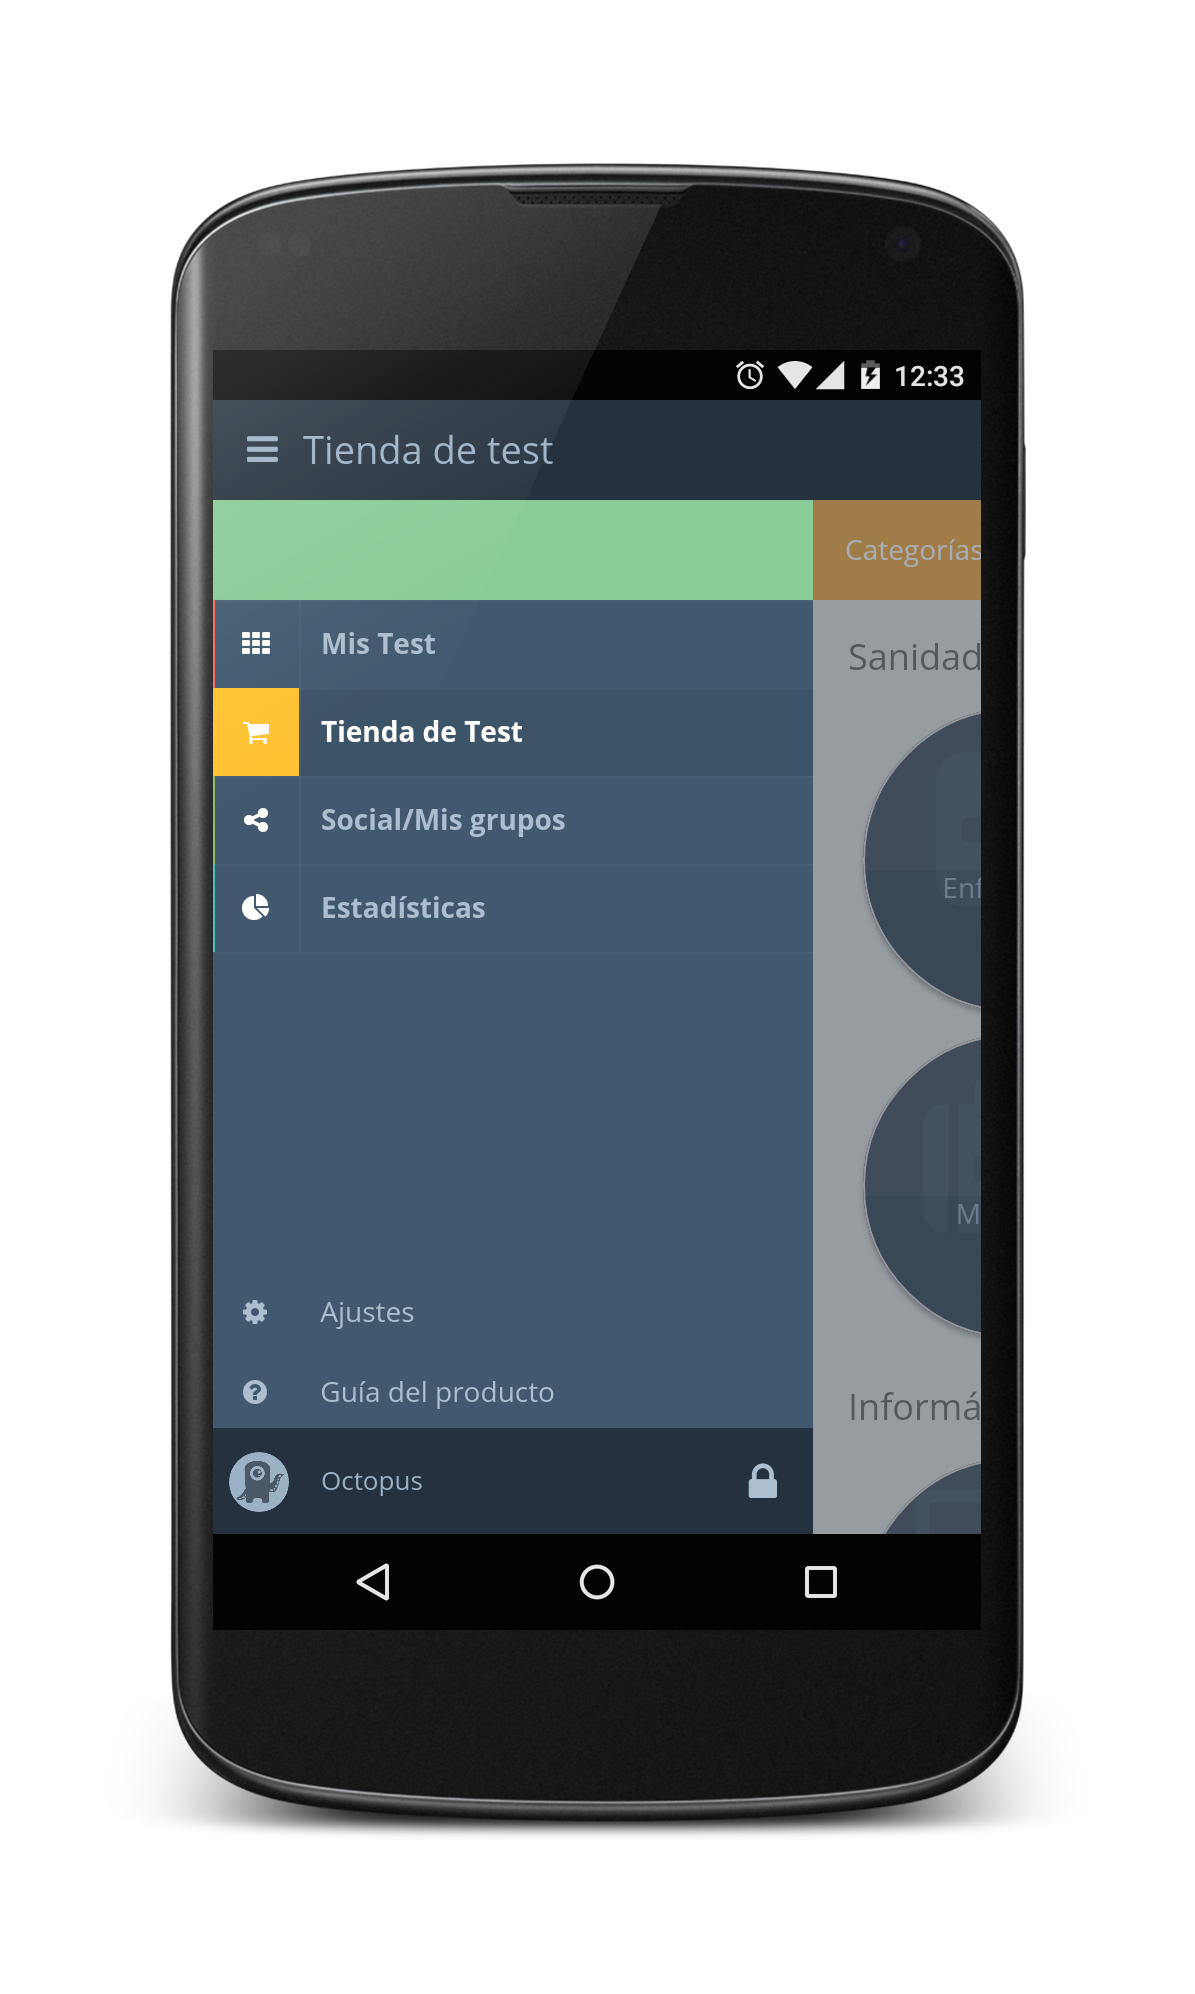 12:33
Tienda de test
Categorías
Mis Test
Sanidad
Tienda de Test
Social/Mis grupos
Enf
Estadísticas
M
Ajustes
Guía del producto
Informá
Octopus